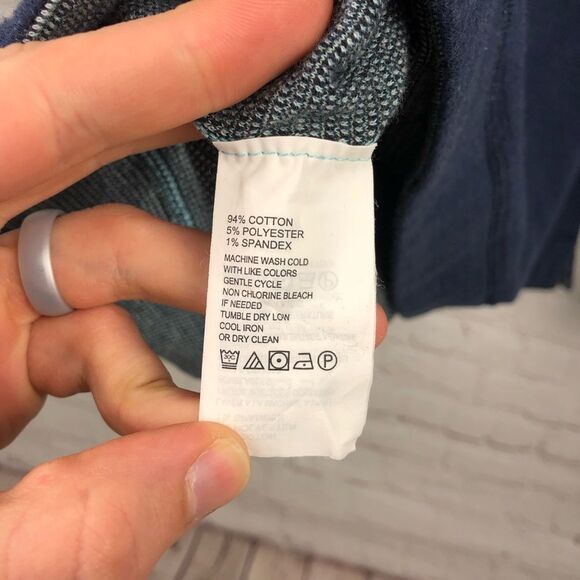 94% COTTON
5% POLYESTER
1% SPANDEX
MACHINE WASH COLD
WITH LIKE COLORS
GENTLE CYCLE
NON CHLORINE BLEACH
IF NEEDED
TUMBLE DRY LOW
COOL IRON
OR DRY CLEAN
30C P